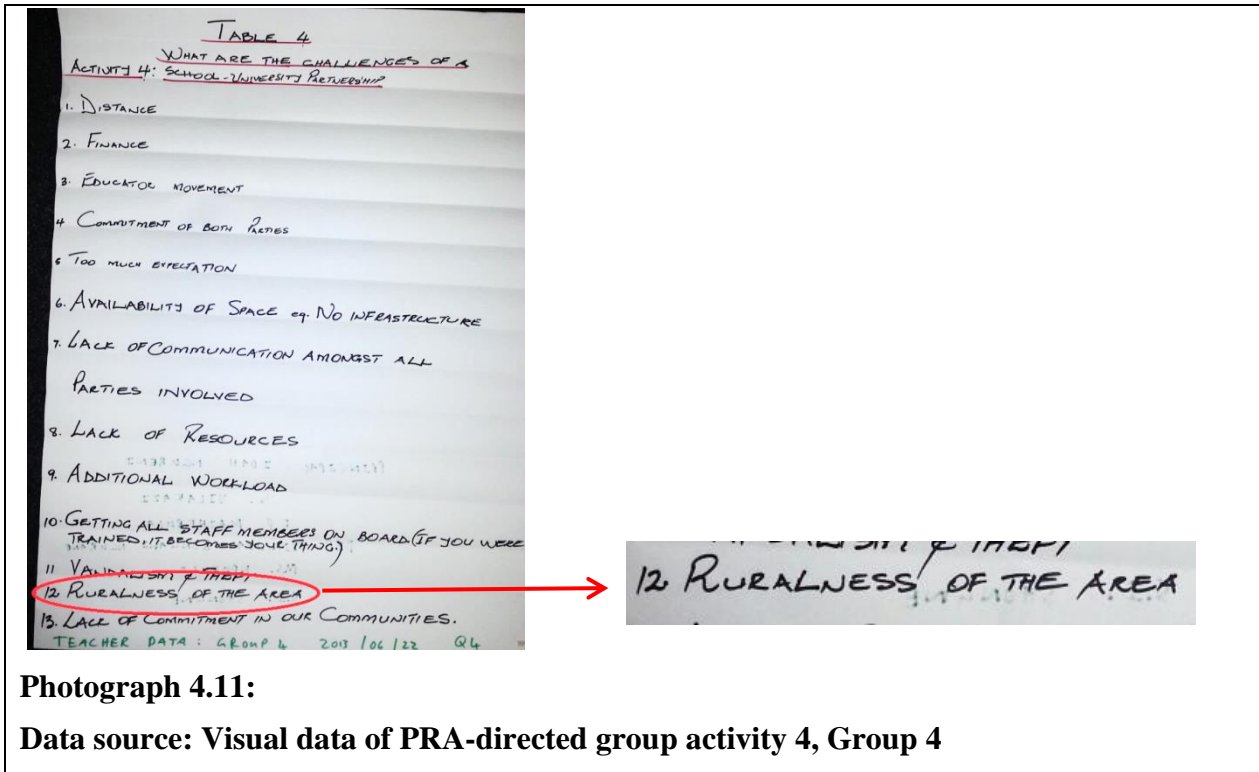 TABLE 4
WHAT ARE THE CHALLENGES OF A
ACTIVITY 4: SCHOOL-UNIVERSITY PARTNERSHIP
1. DISTANCE
2. FINANCE
3. EDUCATOR MOVEMENT
4 COMMITMENT OF BOTH PARTIES
5 TOO MUCH EXPECTATION
6. AVAILABILITY OF SPACE eg. NO INFRASTRUCTURE
7. LACK OF COMMUNICATION AMONGST ALL
PARTIES INVOLVED
8. LACK OF RESOURCES
9. ADDITIONAL WORKLOAD
10. GETTING ALL STAFF MEMBERS ON BOARD (IF YOU WERE
TRAINED, IT BECOMES YOUR THING)
11 VANDALISM & THEFT
12 RURALNESS OF THE AREA
13. LACK OF COMMITMENT IN OUR COMMUNITIES.
TEACHER DATA : GROUP 4 2013 / 06 / 22 Q4
12 RURALNESS OF THE AREA
Photograph 4.11:
Data source: Visual data of PRA-directed group activity 4, Group 4